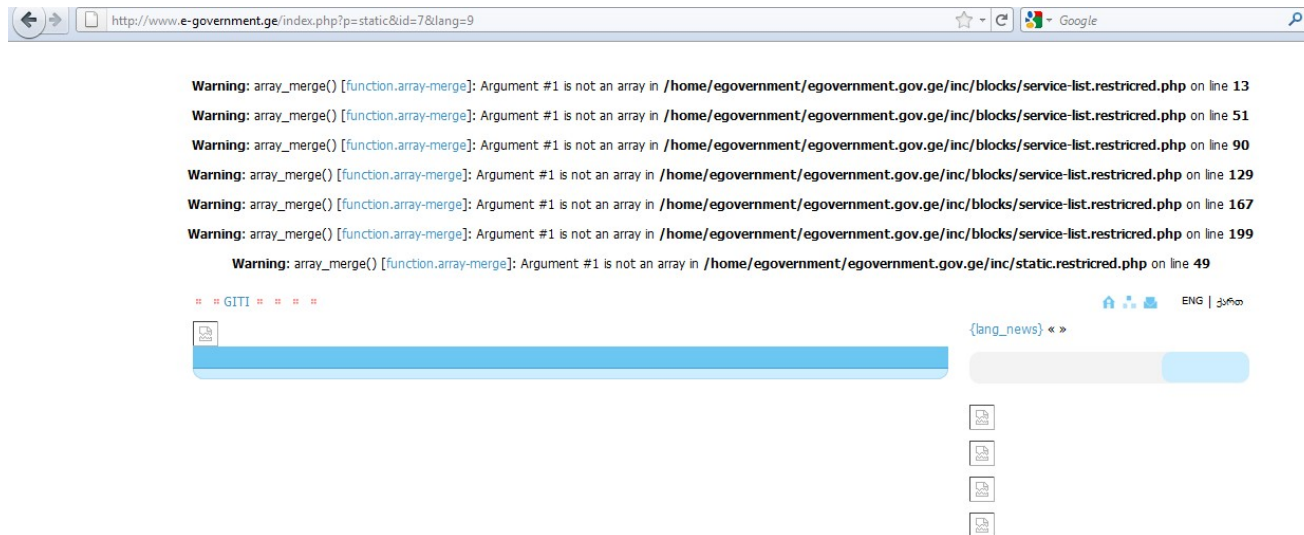 http://www.e-government.ge/index.php?p=static&id=7&lang=9 Google
Warning: array_merge() [function.array-merge]: Argument #1 is not an array in /home/egovernment/egovernment.gov.ge/inc/blocks/service-list.restricred.php on line 13
Warning: array_merge() [function.array-merge]: Argument #1 is not an array in /home/egovernment/egovernment.gov.ge/inc/blocks/service-list.restricred.php on line 51
Warning: array_merge() [function.array-merge]: Argument #1 is not an array in /home/egovernment/egovernment.gov.ge/inc/blocks/service-list.restricred.php on line 90
Warning: array_merge() [function.array-merge]: Argument #1 is not an array in /home/egovernment/egovernment.gov.ge/inc/blocks/service-list.restricred.php on line 129
Warning: array_merge() [function.array-merge]: Argument #1 is not an array in /home/egovernment/egovernment.gov.ge/inc/blocks/service-list.restricred.php on line 167
Warning: array_merge() [function.array-merge]: Argument #1 is not an array in /home/egovernment/egovernment.gov.ge/inc/blocks/service-list.restricred.php on line 199
Warning: array_merge() [function.array-merge]: Argument #1 is not an array in /home/egovernment/egovernment.gov.ge/inc/static.restricred.php on line 49
GITI ENG | ქართ
{lang_news} « »